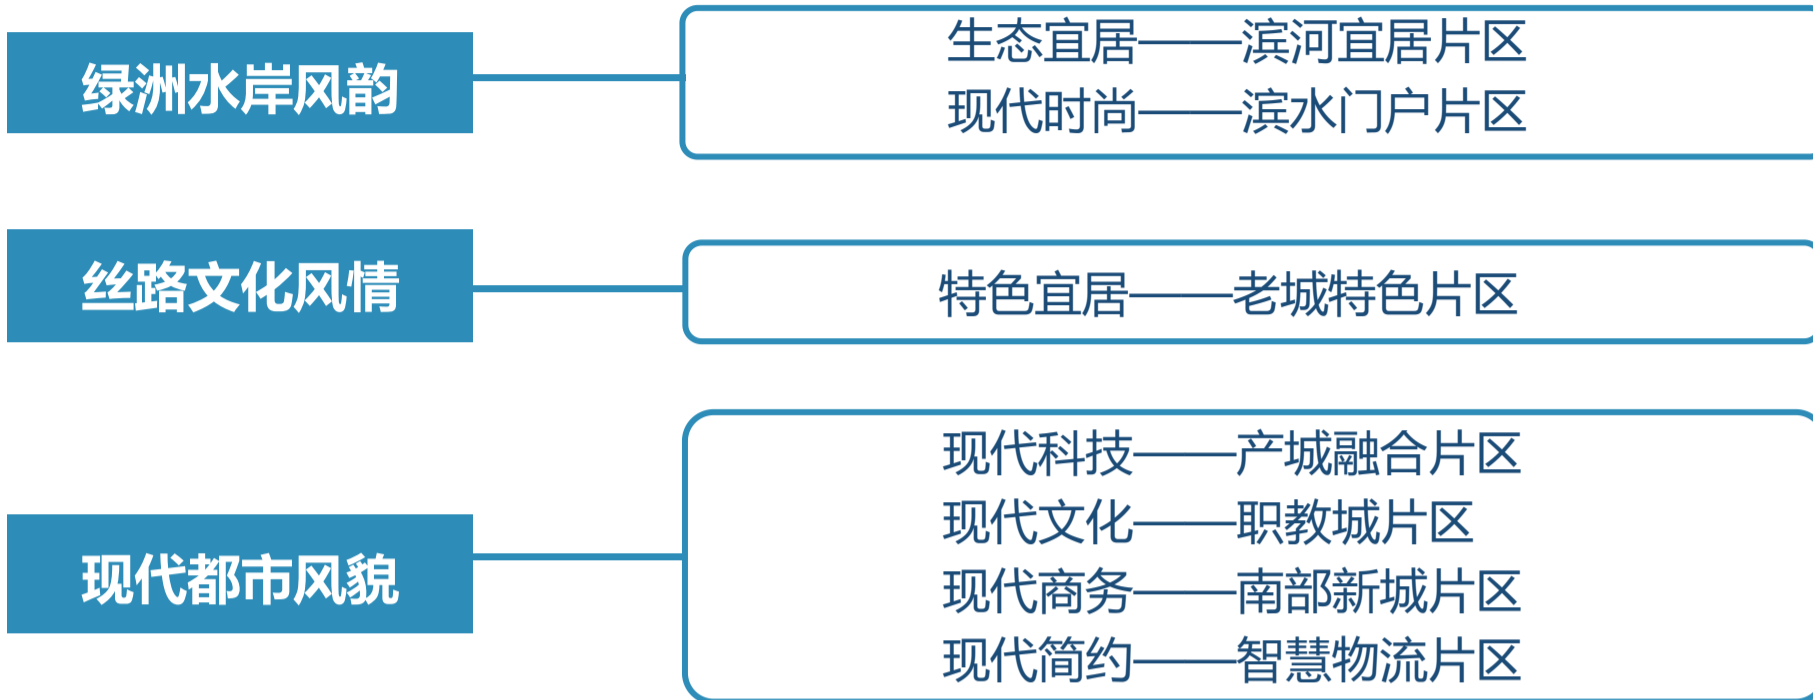 绿洲水岸风韵
生态宜居——滨河宜居片区
现代时尚——滨水门户片区
丝路文化风情
特色宜居——老城特色片区
现代都市风貌
现代科技——产城融合片区
现代文化——职教城片区
现代商务——南部新城片区
现代简约——智慧物流片区